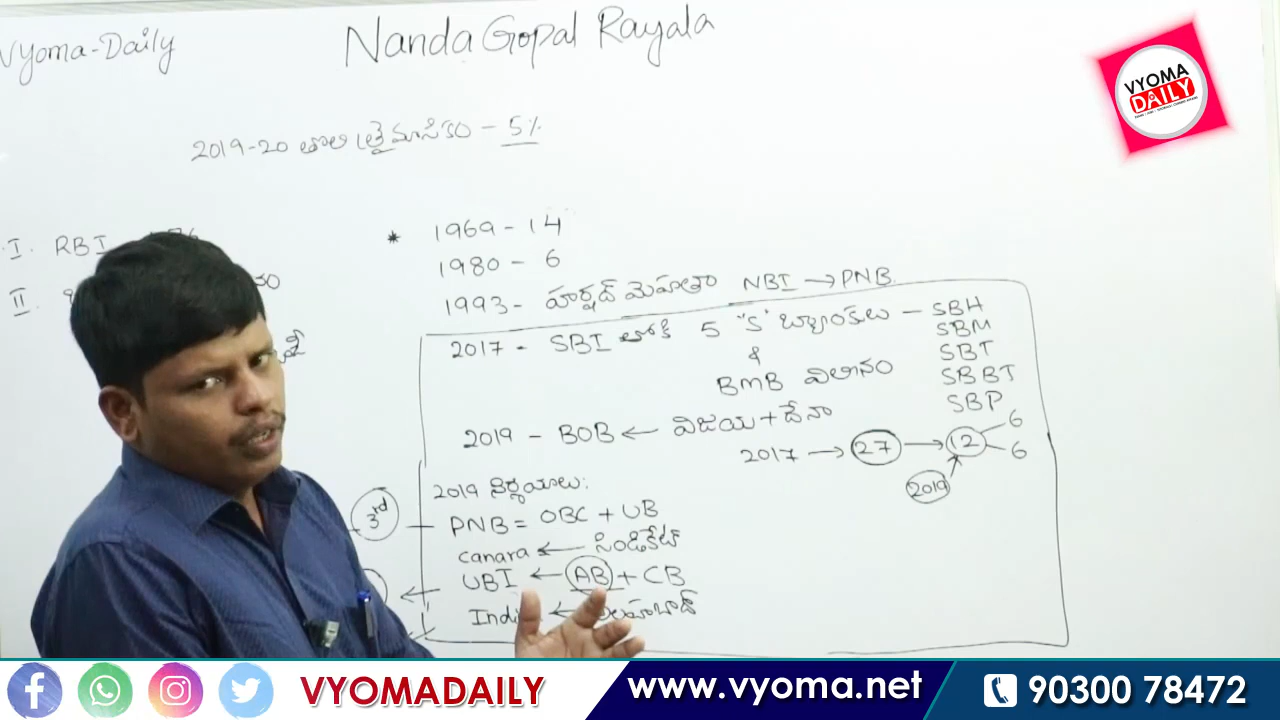 Vyoma-Daily
Nanda Gopal Rayala
VYOMA
DAILY
2019-20 తొలి త్రైమాసికం - 5%
I. RBI
II.
* 1969 - 14
1980 - 6
1993 - హర్షద్ మెహతా NBI → PNB
2017 - SBI లోకి 5 "క" బ్యాంకులు - SBH
SBM
SBT
SBBT
SBP
& BMB విలీనం
2019 - BOB ← విజయ + దేనా
2017 → 27 → 12 6
6
2019
2019 నిర్ణయాలు:
3rd
PNB = OBC + UB
Canara ← సిండికేట్
UBI ← AB + CB
Indi ←
VYOMADAILY
www.vyoma.net
90300 78472